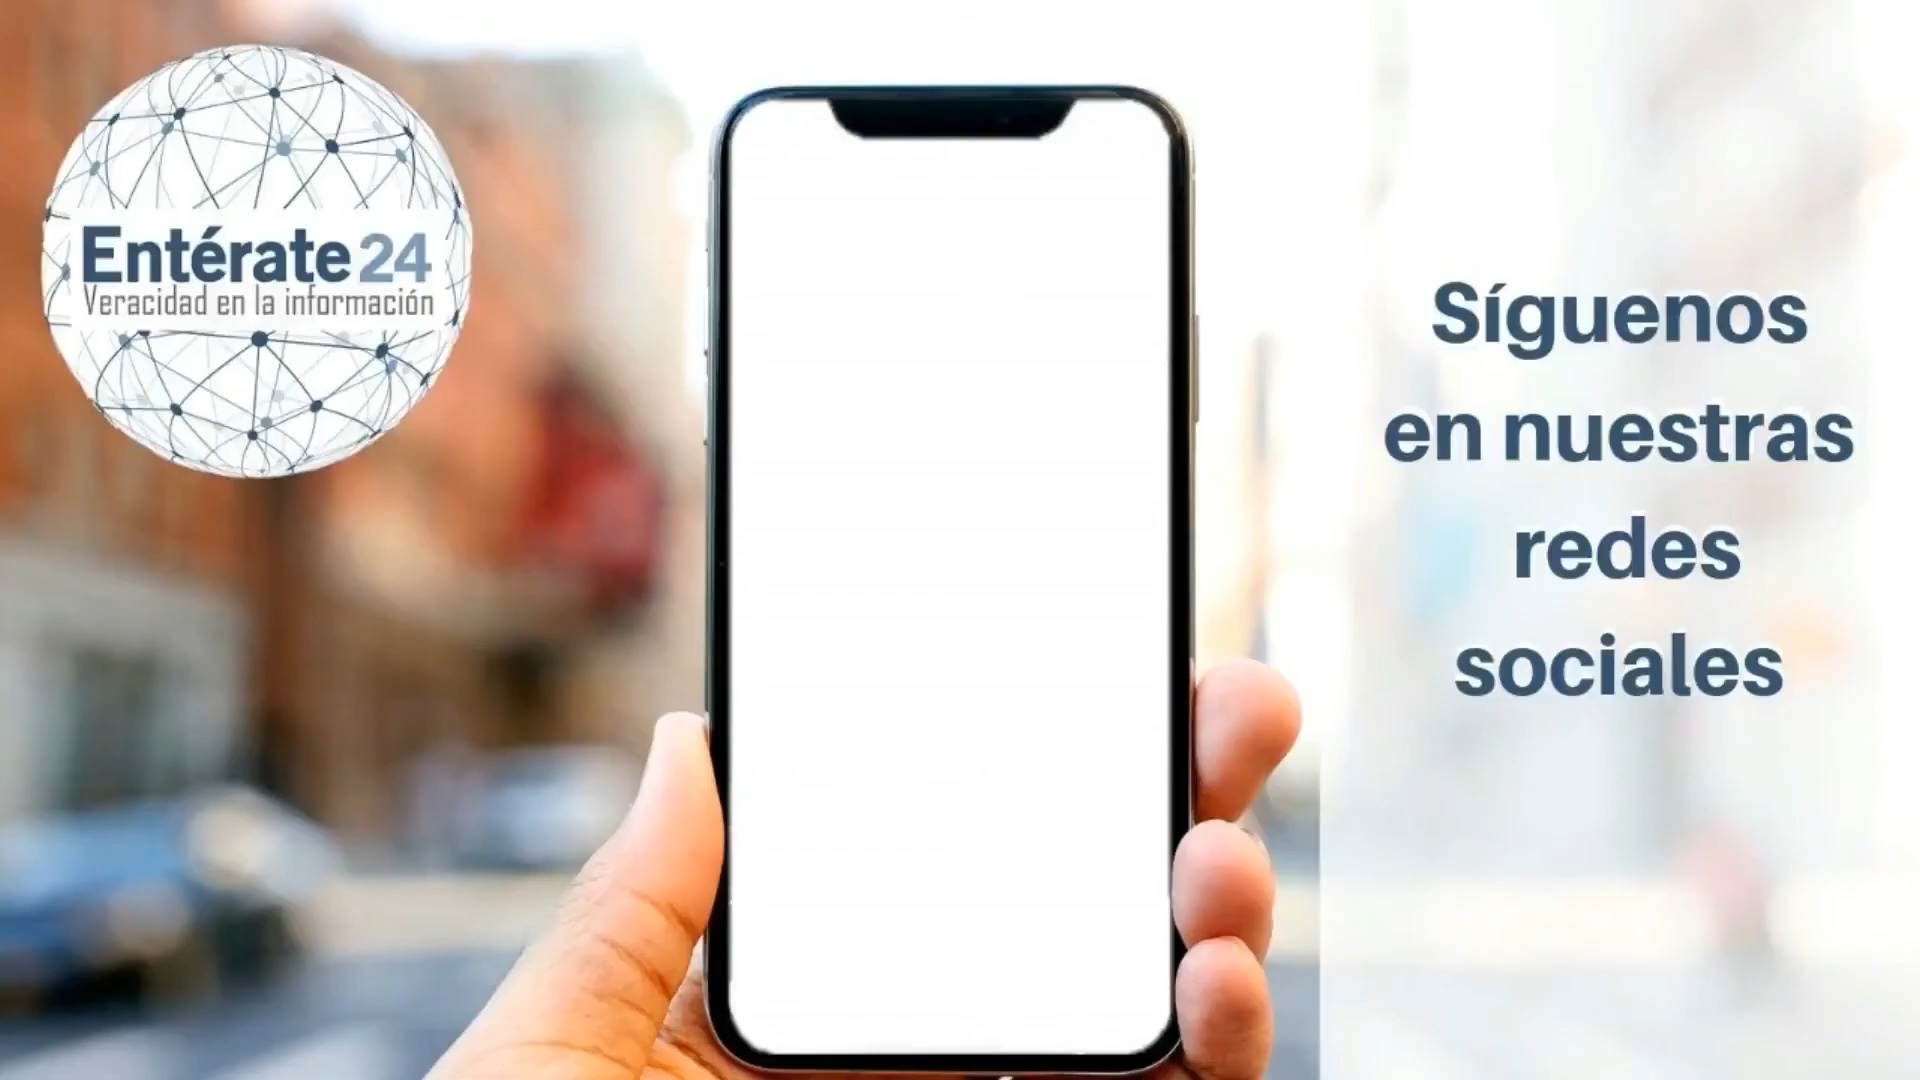 Entérate24
Veracidad en la información
Síguenos
en nuestras
redes
sociales